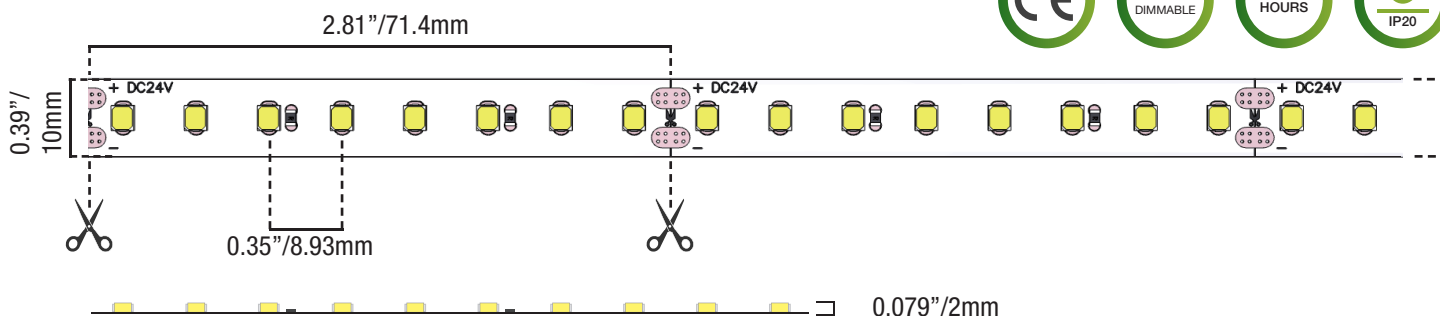 2.81”/71.4mm
CE
DIMMABLE
HOURS
IP20
+ DC24V
+ DC24V
+ DC24V
0.39”/
10mm
-
-
-
0.35”/8.93mm
0.079”/2mm